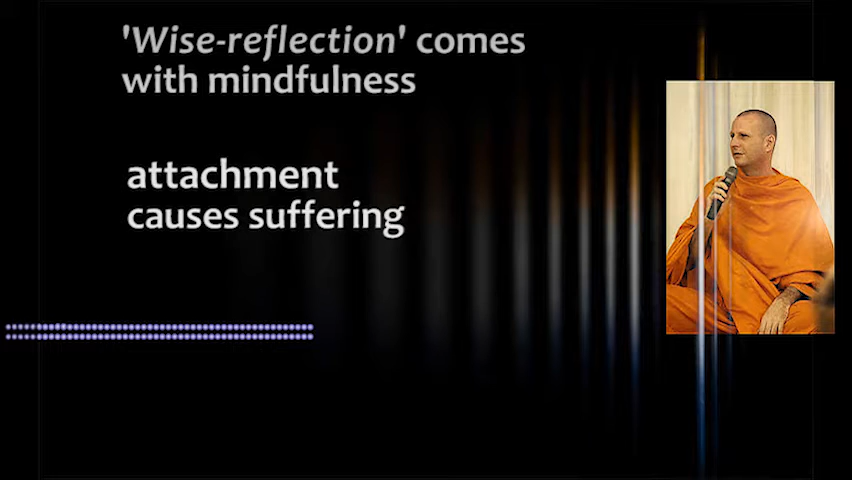 'Wise-reflection' comes
with mindfulness
attachment
causes suffering